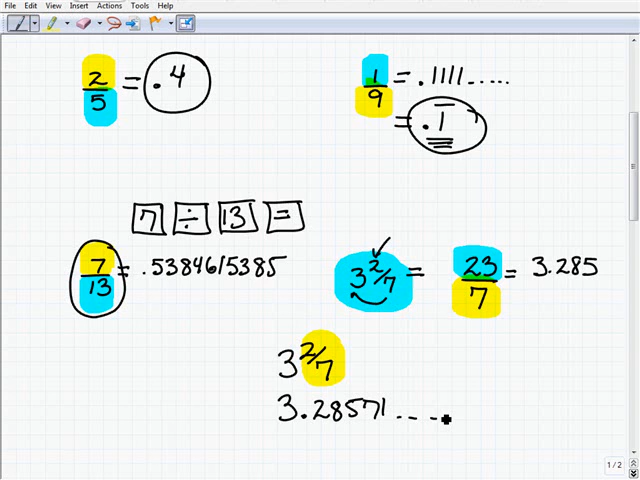 File Edit View Insert Actions Tools Help
2/5 = .4
1/9 = .1111.....
= .1̅
7 ÷ 13 =
7/13 = .5384615385
3 2/7 = 23/7 = 3.285
3 2/7
3.28571....
1/2